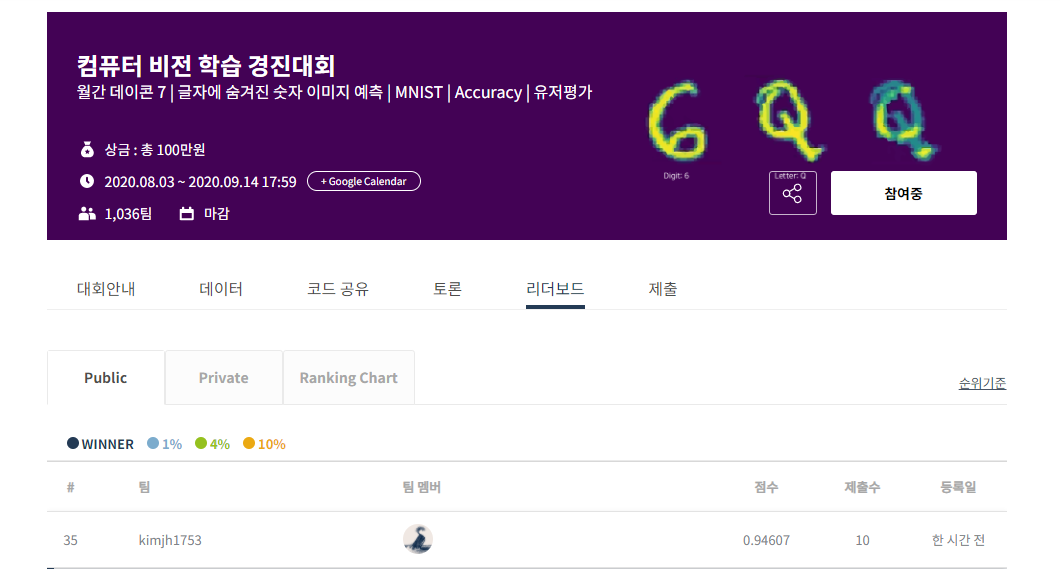 컴퓨터 비전 학습 경진대회
월간 데이콘 7 | 글자에 숨겨진 숫자 이미지 예측 | MNIST | Accuracy | 유저평가
상금 : 총 100만원
2020.08.03 ~ 2020.09.14 17:59 + Google Calendar
1,036팀 마감
Digit: 6
Letter: Q
참여중
대회안내 데이터 코드 공유 토론 리더보드 제출
Public Private Ranking Chart
순위기준
WINNER 1% 4% 10%
# 팀 팀 멤버 점수 제출수 등록일
35 kimjh1753 0.94607 10 한 시간 전